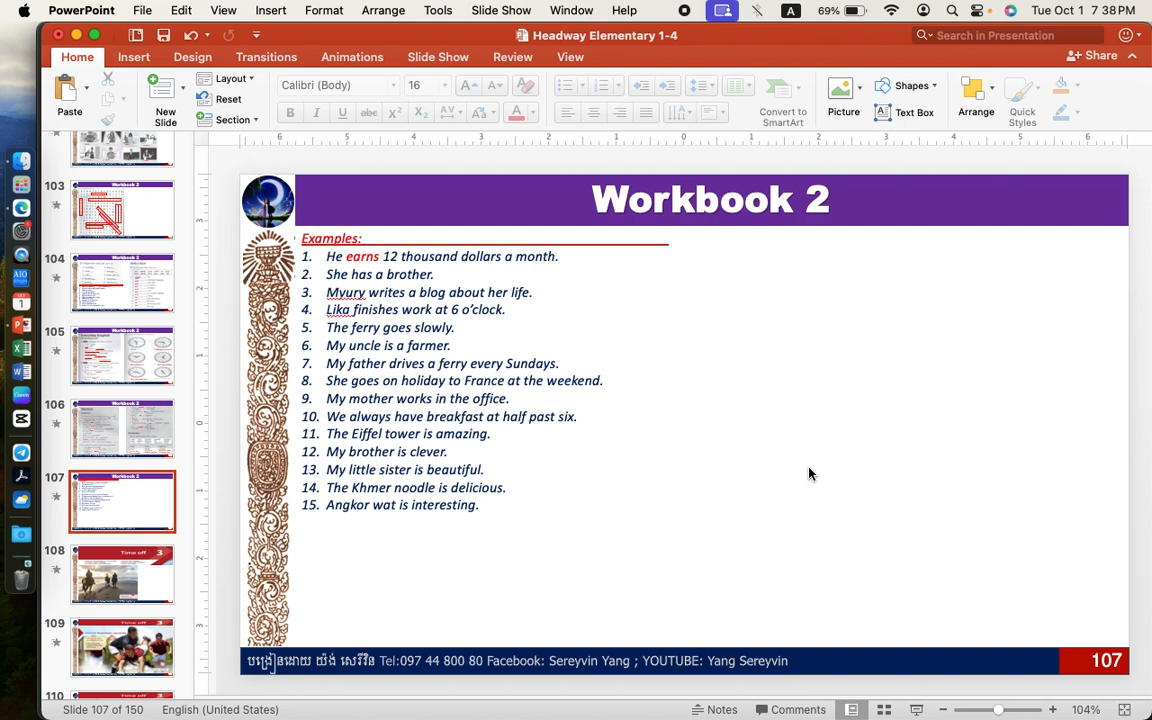 PowerPoint File Edit View Insert Format Arrange Tools Slide Show Window Help A 69% Tue Oct 1 7 38 PM
Headway Elementary 1-4
Search in Presentation
Home Insert Design Transitions Animations Slide Show Review View
Share
Paste
New Slide
Layout
Reset
Section
Calibri (Body) 16
Convert to SmartArt
Picture
Shapes
Text Box
Arrange
Quick Styles
103
104
105
106
107
108
109
110
Workbook 2
Examples:
1. He earns 12 thousand dollars a month.
2. She has a brother.
3. Myury writes a blog about her life.
4. Lika finishes work at 6 o'clock.
5. The ferry goes slowly.
6. My uncle is a farmer.
7. My father drives a ferry every Sundays.
8. She goes on holiday to France at the weekend.
9. My mother works in the office.
10. We always have breakfast at half past six.
11. The Eiffel tower is amazing.
12. My brother is clever.
13. My little sister is beautiful.
14. The Khmer noodle is delicious.
15. Angkor wat is interesting.
បង្រៀនដោយ យ៉ង់ សេរីវិន Tel:097 44 800 80 Facebook: Sereyvin Yang ; YOUTUBE: Yang Sereyvin
107
Slide 107 of 150 English (United States) Notes Comments 104%